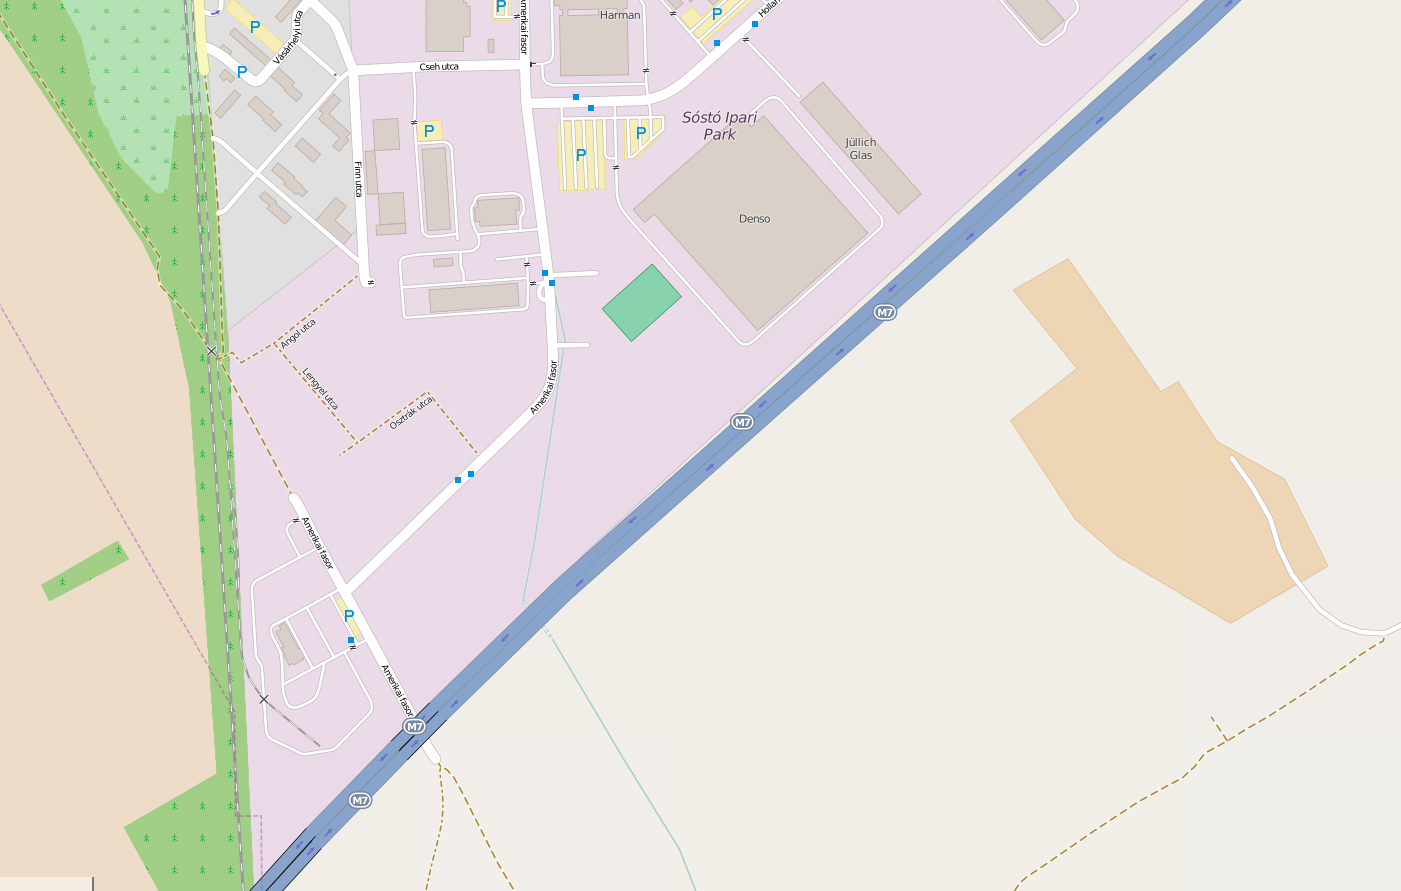 P
Amerikai fasor
Harman
P
Hollan
P
Vásárhelyi utca
P
Cseh utca
Sóstó Ipari
Park
P
P
P
Jüllich
Glas
Finn utca
Denso
M7
Angol utca
Lengyel utca
Osztrák utca
Amerikai fasor
M7
Amerikai fasor
P
Amerikai fasor
M7
M7